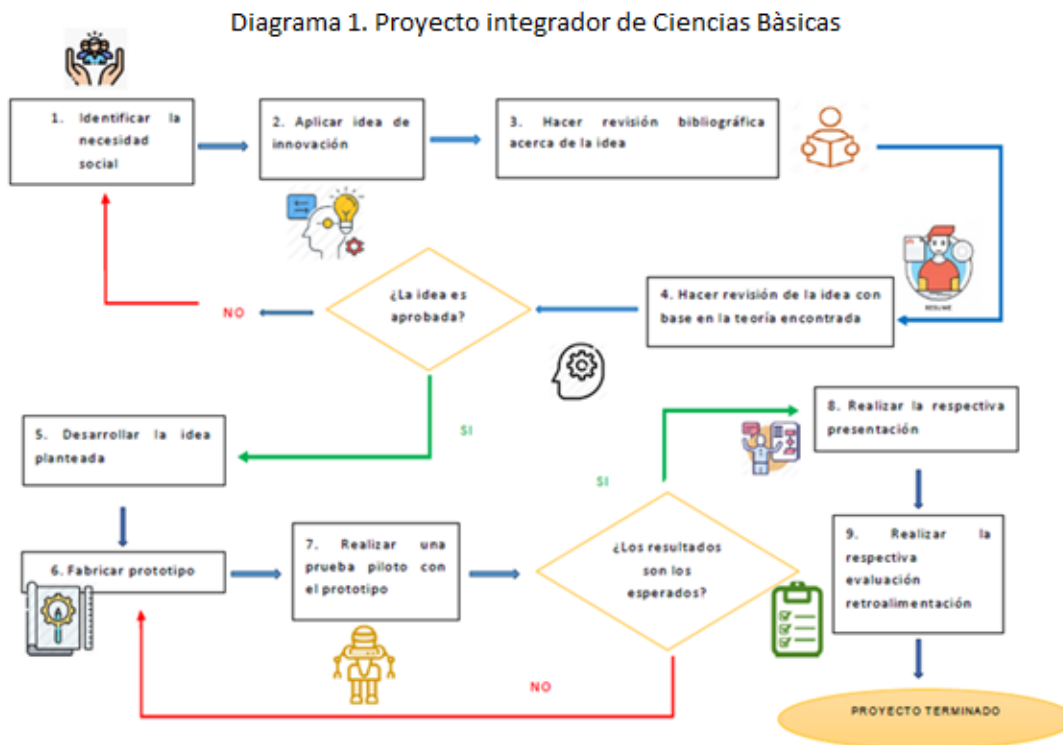 Diagrama 1. Proyecto integrador de Ciencias Bàsicas
1. Identificar la
necesidad
social
2. Aplicar idea de
innovación
3. Hacer revisión bibliográfica
acerca de la idea
RESUME
4. Hacer revisión de la idea con
base en la teoría encontrada
¿La idea es
aprobada?
NO
SI
5. Desarrollar la idea
planteada
6. Fabricar prototipo
7. Realizar una
prueba piloto con
el prototipo
¿Los resultados
son los
esperados?
NO
SI
8. Realizar la respectiva
presentación
9. Realizar la
respectiva
evaluación
retroalimentación
PROYECTO TERMINADO